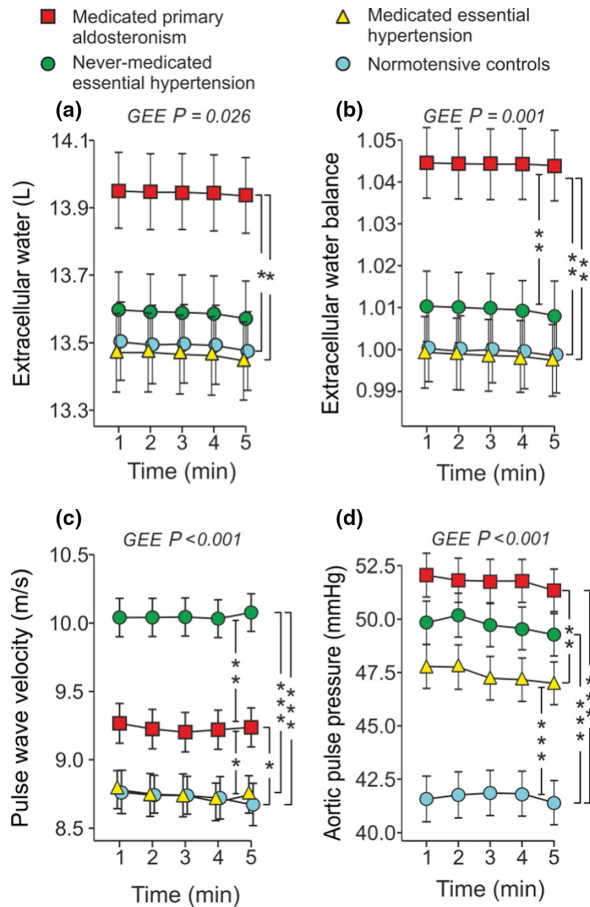 Medicated primary
aldosteronism
Never-medicated
essential hypertension
Medicated essential
hypertension
Normotensive controls
(a)
GEE P = 0.026
Extracellular water (L)
14.1
13.9
13.7
13.5
13.3
*
*
1 2 3 4 5
Time (min)
(b)
GEE P = 0.001
Extracellular water balance
1.05
1.04
1.02
1.01
1.00
0.99
**
**
**
1 2 3 4 5
Time (min)
(c)
GEE P <0.001
Pulse wave velocity (m/s)
10.5
10.0
9.5
9.0
8.5
**
**
*
***
***
1 2 3 4 5
Time (min)
(d)
GEE P <0.001
Aortic pulse pressure (mmHg)
52.5
50.0
47.5
42.5
40.0
**
***
***
***
1 2 3 4 5
Time (min)